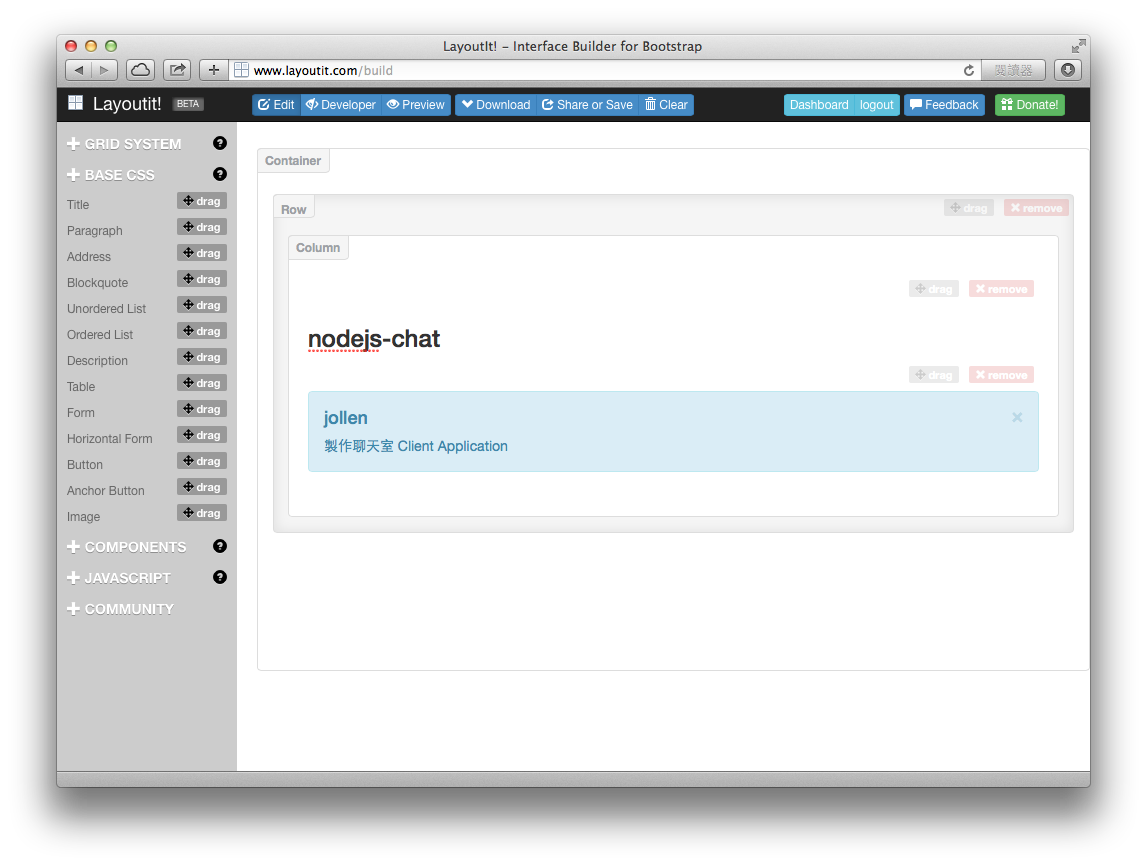 LayoutIt! – Interface Builder for Bootstrap
www.layoutit.com/build
閱讀器
Layoutit! BETA
Edit Developer Preview Download Share or Save Clear Dashboard logout Feedback Donate!
GRID SYSTEM ?
BASE CSS ?
Title drag
Paragraph drag
Address drag
Blockquote drag
Unordered List drag
Ordered List drag
Description drag
Table drag
Form drag
Horizontal Form drag
Button drag
Anchor Button drag
Image drag
COMPONENTS ?
JAVASCRIPT ?
COMMUNITY
Container
Row drag remove
Column
drag remove
nodejs-chat
drag remove
jollen ×
製作聊天室 Client Application